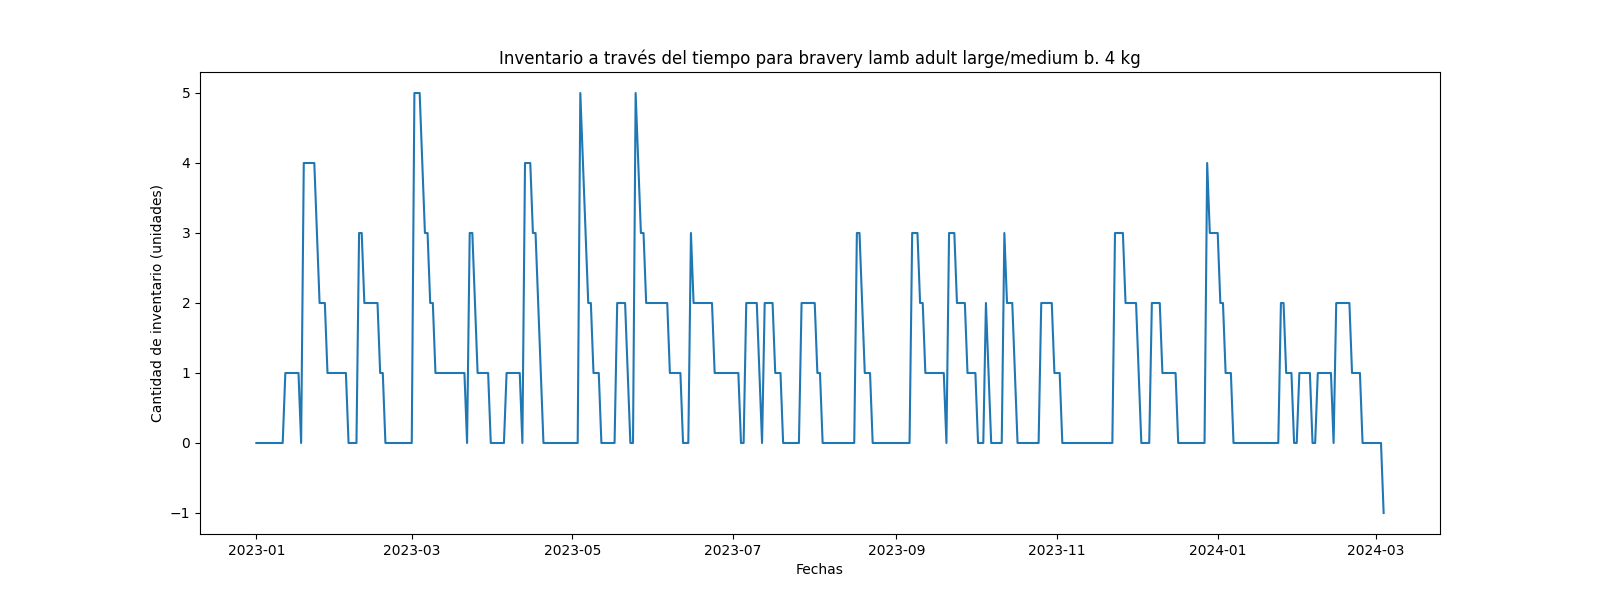 Inventario a través del tiempo para bravery lamb adult large/medium b. 4 kg
Cantidad de inventario (unidades)
5
4
3
2
1
0
−1
2023-01 2023-03 2023-05 2023-07 2023-09 2023-11 2024-01 2024-03
Fechas